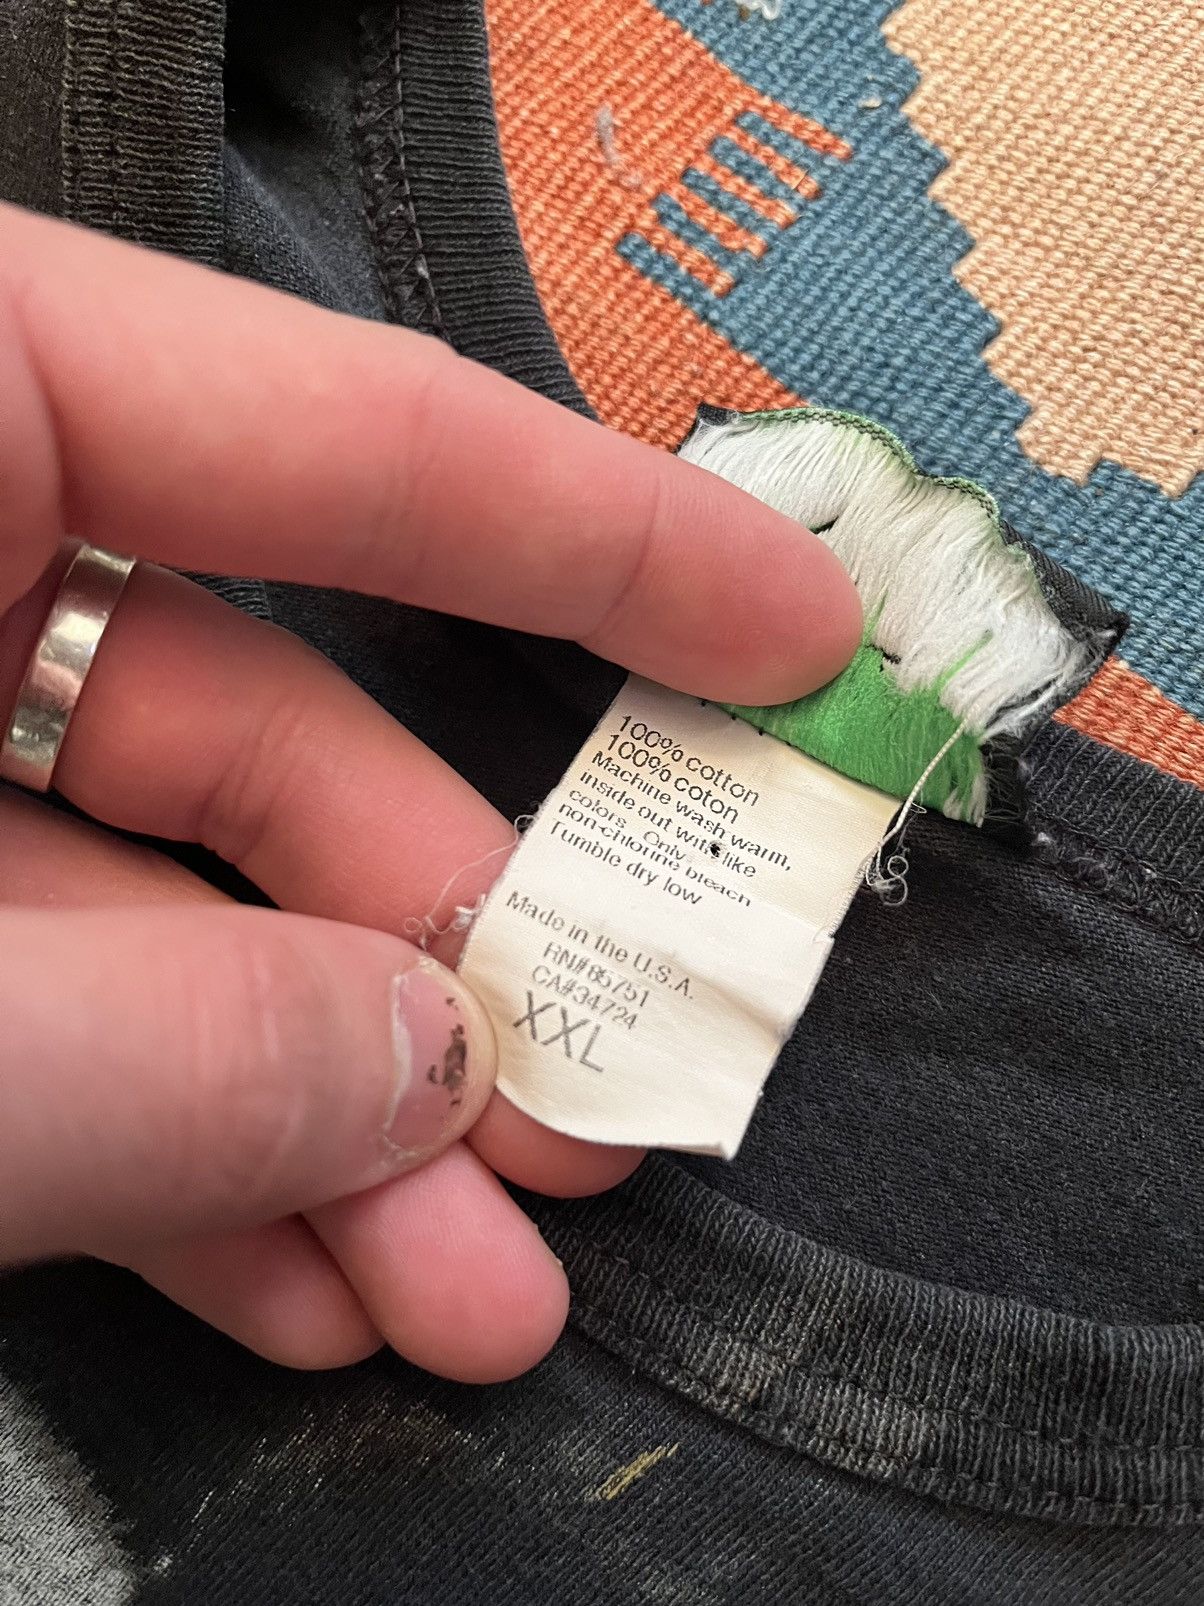 100% cotton
100% coton
Machine wash warm,
inside out with like
colors. Only
non-chlorine bleach
Tumble dry low
Made in the U.S.A.
RN#85751
CA#34724
XXL